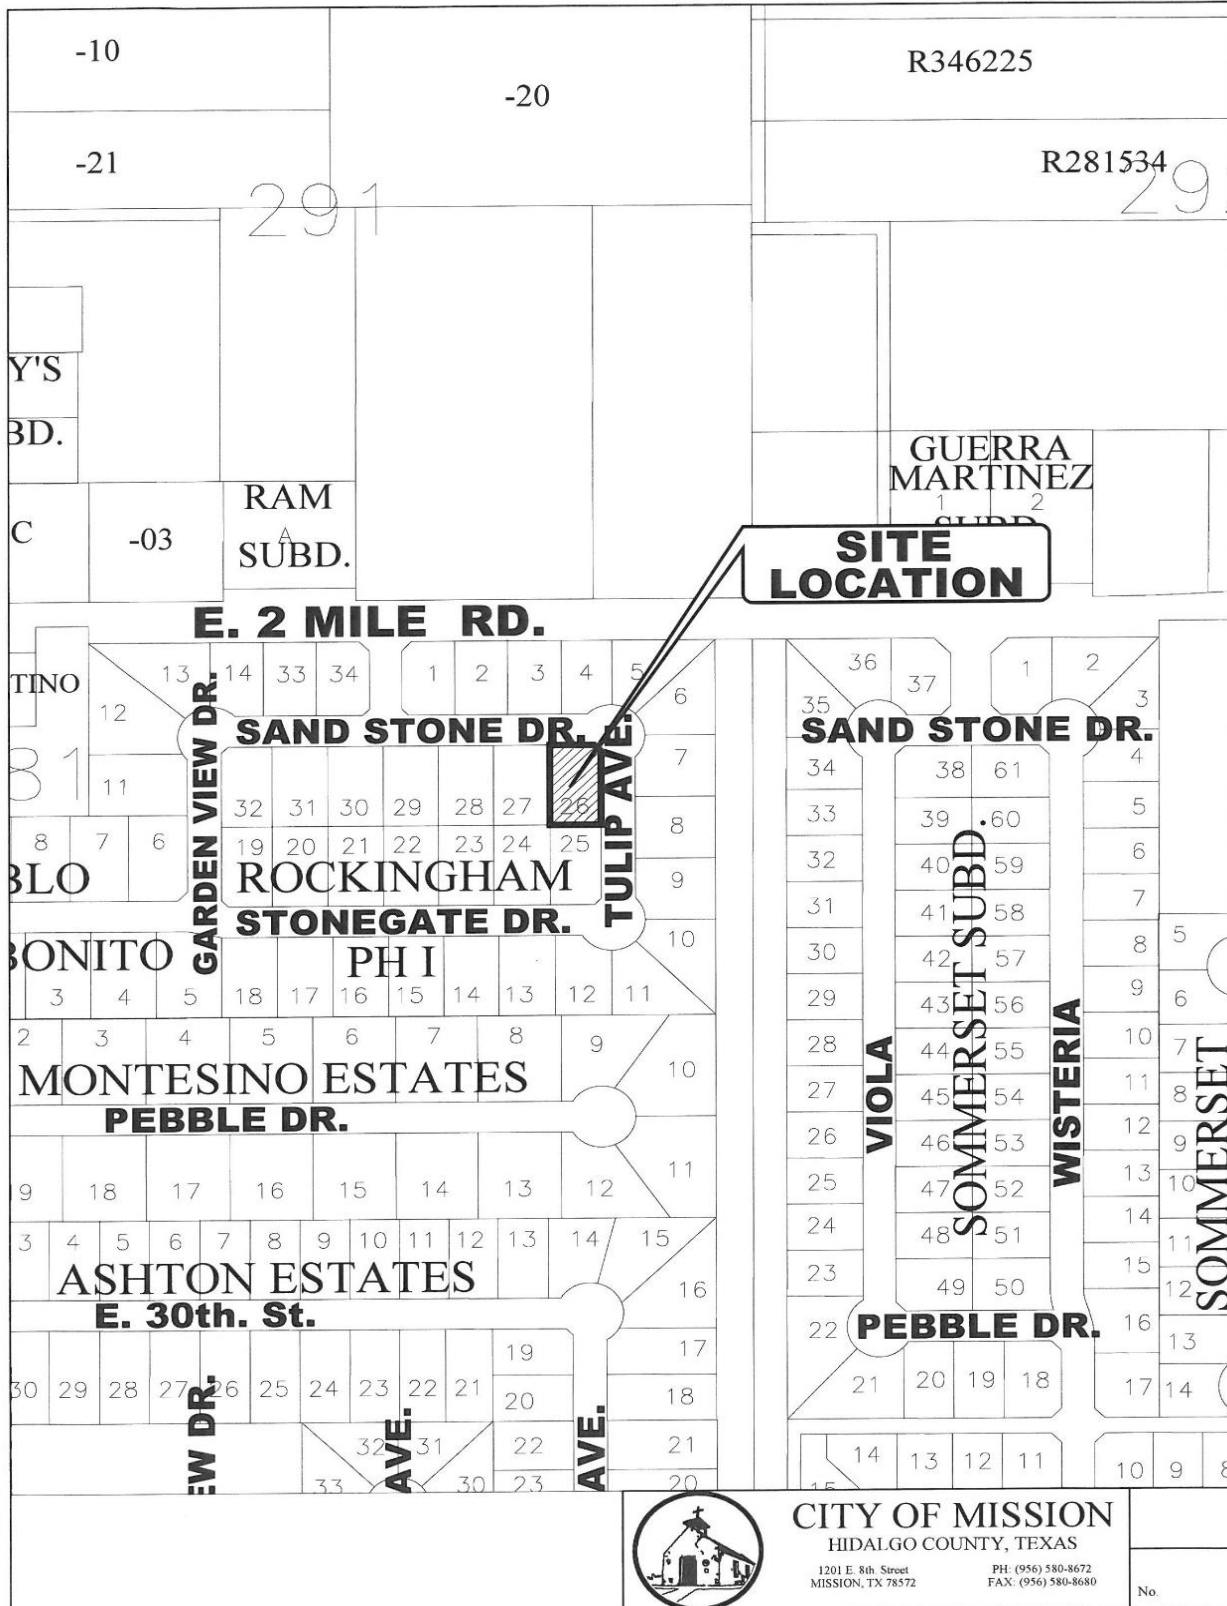 -10
-20
R346225
-21
R281534
291
29
Y'S
BD.
GUERRA
MARTINEZ
1 2
RAM
A
SUBD.
C
-03
SITE
LOCATION
E. 2 MILE RD.
TINO
13 14 33 34 1 2 3 4 5 6
36 37 1 2 3
12
35
GARDEN VIEW DR.
SAND STONE DR.
TULIP AVE.
SAND STONE DR.
81
11
7
34 38 61 4
32 31 30 29 28 27 26
8
33 39 60 5
8 7 6
19 20 21 22 23 24 25
32 40 59 6
BLO
ROCKINGHAM
9
31 41 58 7
STONEGATE DR.
BONITO
PH I
10
30 42 57 8 5
3 4 5 18 17 16 15 14 13 12 11
29 43 56 9 6
2 3 4 5 6 7 8 9
28 44 55 10 7
MONTESINO ESTATES
10
27 45 54 11 8
VIOLA
SOMMERSET SUBD.
WISTERIA
SOMMERSET
PEBBLE DR.
26 46 53 12 9
11
19 18 17 16 15 14 13 12
25 47 52 13 10
24 48 51 14 11
3 4 5 6 7 8 9 10 11 12 13 14 15
ASHTON ESTATES
16
23 49 50 15 12
E. 30th. St.
22
PEBBLE DR.
16 13
19 17
30 29 28 27 26 25 24 23 22 21
20 18
21 20 19 18 17 14
EW DR.
AVE.
AVE.
32 31
22 21
14 13 12 11 10 9 8
33 30 23 20
15
CITY OF MISSION
HIDALGO COUNTY, TEXAS
1201 E. 8th. Street PH: (956) 580-8672
MISSION, TX 78572 FAX: (956) 580-8680
No.